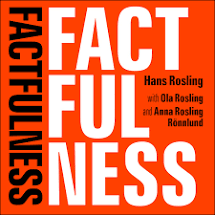 FACTFULNESS
FACT
FUL
NESS
Hans Rosling
with Ola Rosling
and Anna Rosling
Rönnlund